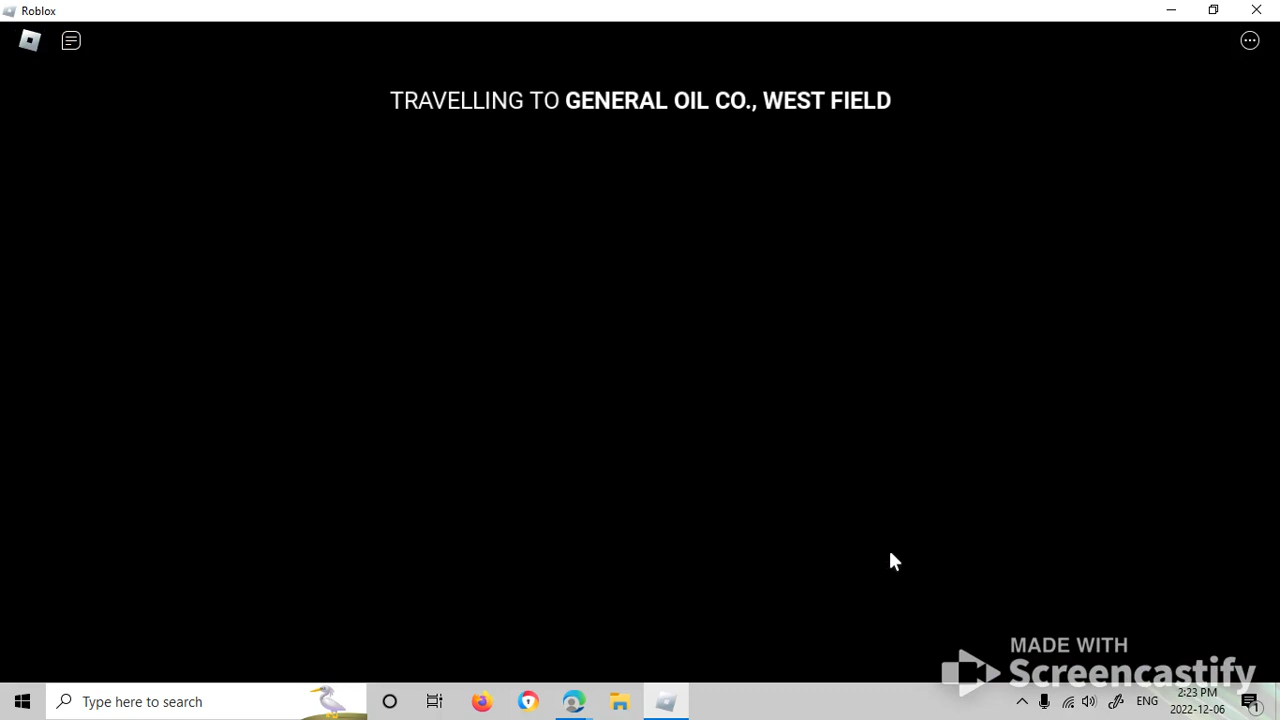 Roblox
TRAVELLING TO GENERAL OIL CO., WEST FIELD
MADE WITH
Screencastify
Type here to search
ENG
2:23 PM
2022-12-06
1